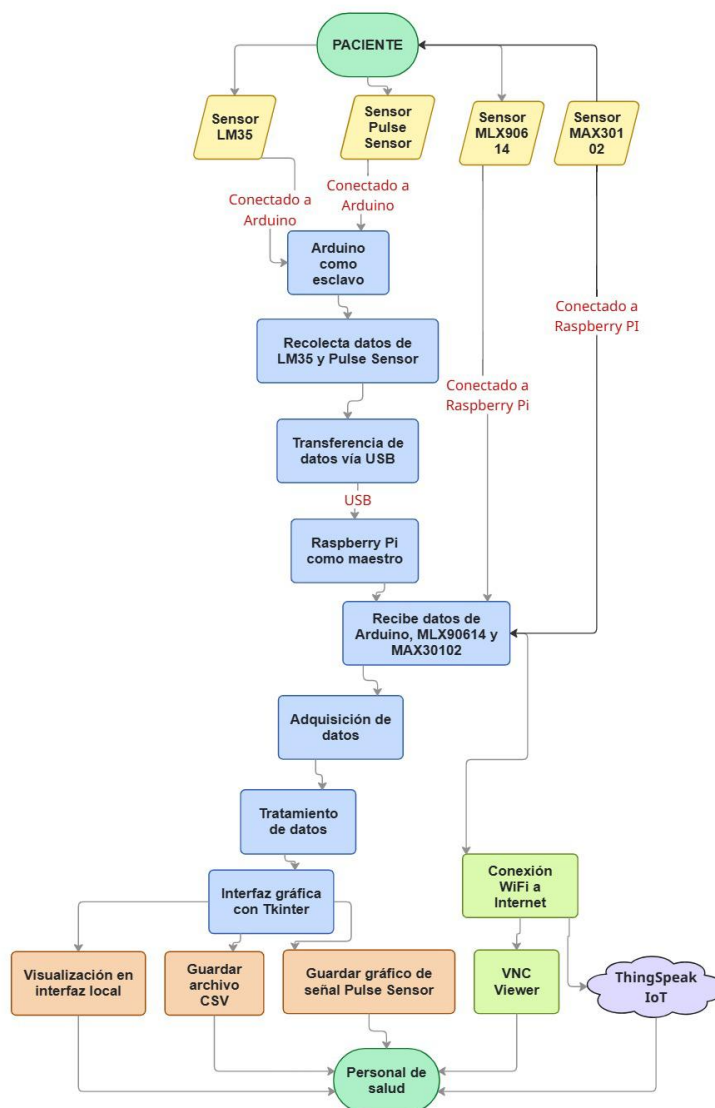 PACIENTE
Sensor
LM35
Sensor
Pulse
Sensor
Sensor
MLX906
14
Sensor
MAX301
02
Conectado a
Arduino
Conectado a
Arduino
Arduino
como
esclavo
Conectado a
Raspberry PI
Recolecta datos de
LM35 y Pulse Sensor
Conectado a
Raspberry Pi
Transferencia de
datos vía USB
USB
Raspberry Pi
como maestro
Recibe datos de
Arduino, MLX90614 y
MAX30102
Adquisición de
datos
Tratamiento
de datos
Interfaz gráfica
con Tkinter
Conexión
WiFi a
Internet
Visualización en
interfaz local
Guardar
archivo
CSV
Guardar gráfico de
señal Pulse Sensor
VNC
Viewer
ThingSpeak
IoT
Personal de
salud